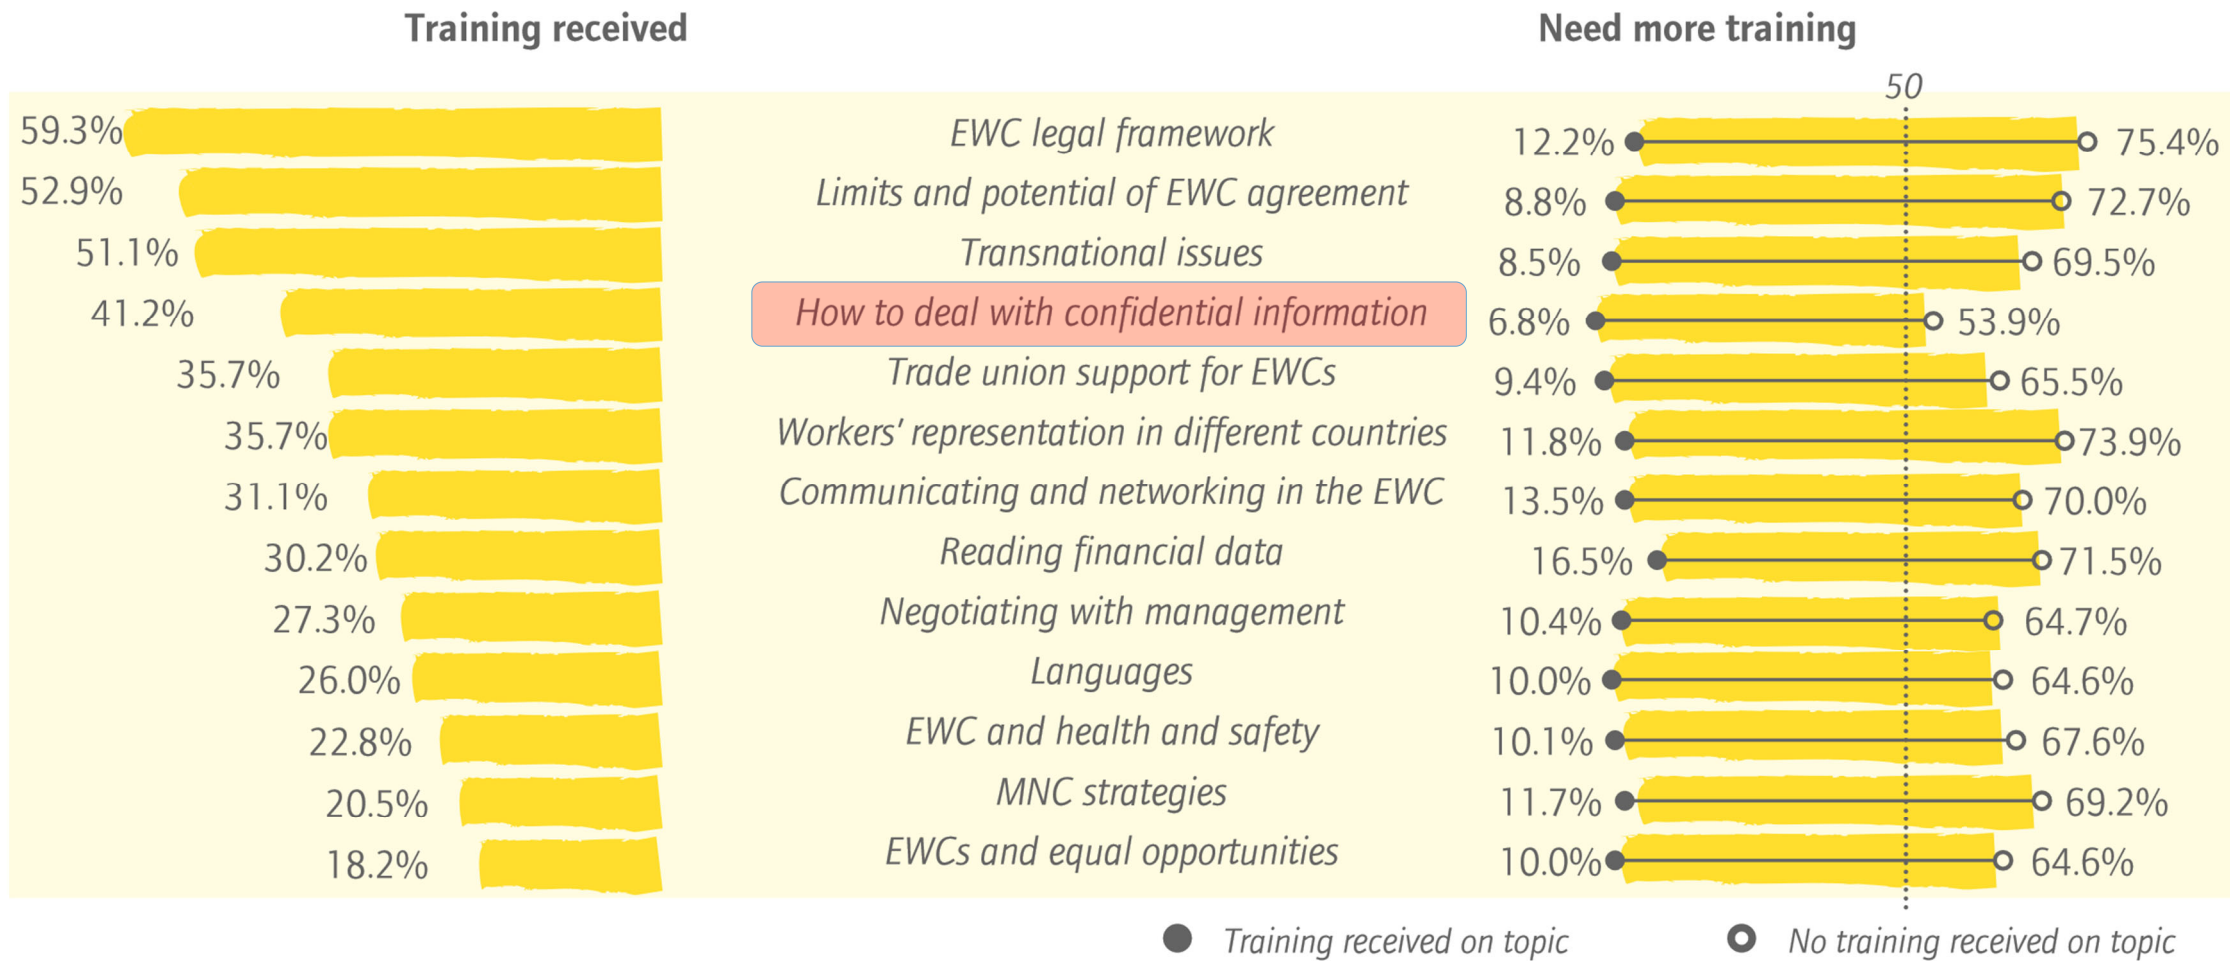 Training received Need more training
50
59.3% EWC legal framework 12.2% 75.4%
52.9% Limits and potential of EWC agreement 8.8% 72.7%
51.1% Transnational issues 8.5% 69.5%
41.2% How to deal with confidential information 6.8% 53.9%
35.7% Trade union support for EWCs 9.4% 65.5%
35.7% Workers’ representation in different countries 11.8% 73.9%
31.1% Communicating and networking in the EWC 13.5% 70.0%
30.2% Reading financial data 16.5% 71.5%
27.3% Negotiating with management 10.4% 64.7%
26.0% Languages 10.0% 64.6%
22.8% EWC and health and safety 10.1% 67.6%
20.5% MNC strategies 11.7% 69.2%
18.2% EWCs and equal opportunities 10.0% 64.6%
Training received on topic No training received on topic